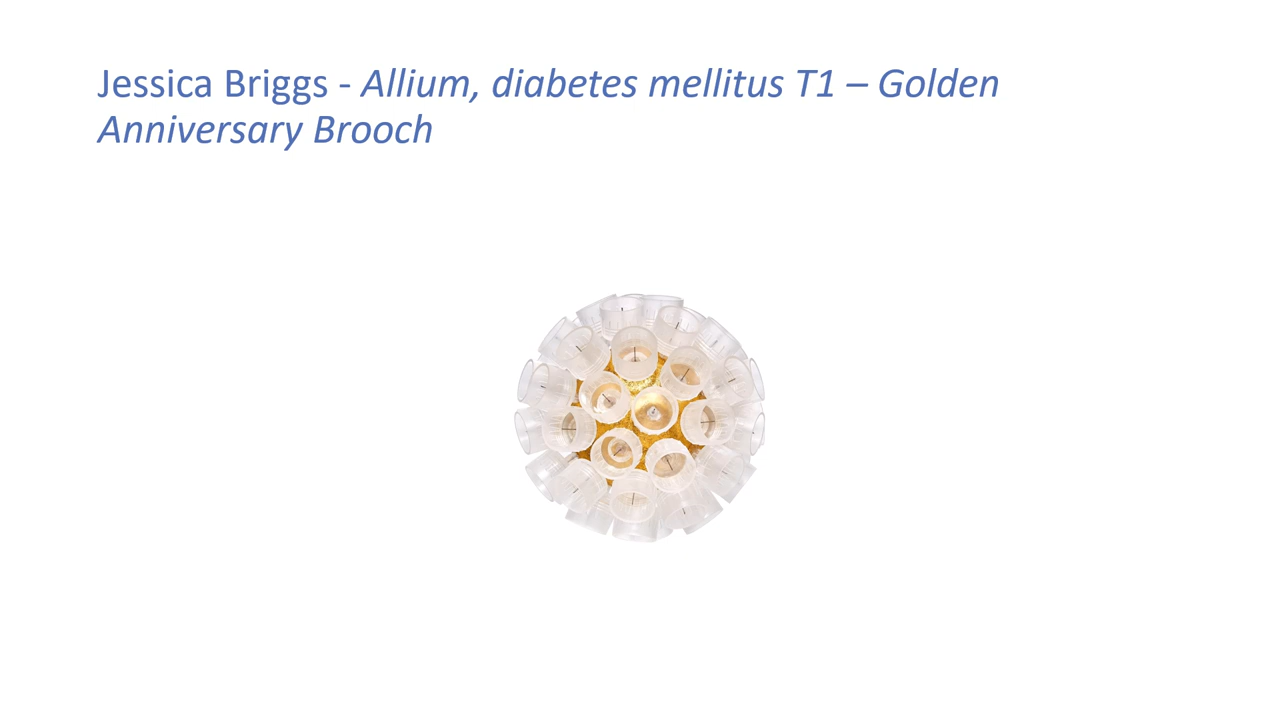 Jessica Briggs - Allium, diabetes mellitus T1 – Golden
Anniversary Brooch